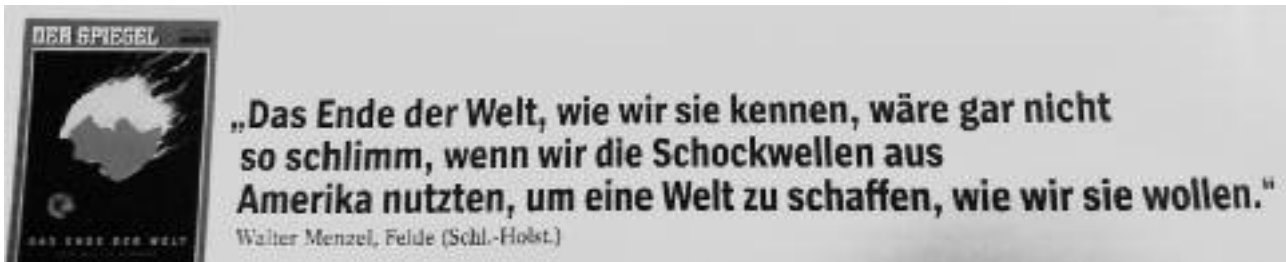 DER SPIEGEL
„Das Ende der Welt, wie wir sie kennen, wäre gar nicht
so schlimm, wenn wir die Schockwellen aus
Amerika nutzten, um eine Welt zu schaffen, wie wir sie wollen.“
Walter Menzel, Felde (Schl.-Holst.)
DAS ENDE DER WELT